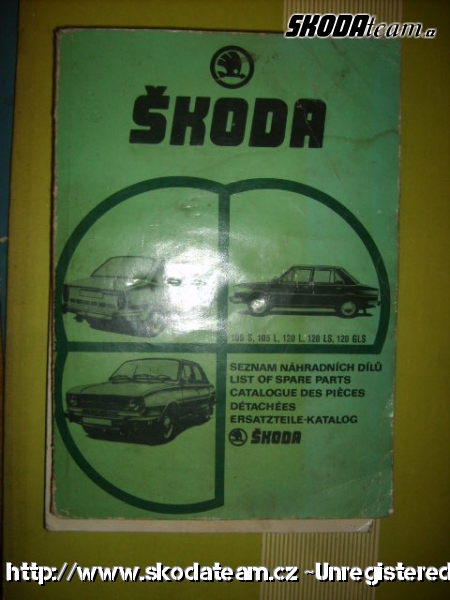 ŠKODAteam.cz
ŠKODA
105 S, 105 L, 120 L, 120 LS, 120 GLS
SEZNAM NÁHRADNÍCH DÍLŮ
LIST OF SPARE PARTS
CATALOGUE DES PIÈCES
DÉTACHÉES
ERSATZTEILE-KATALOG
ŠKODA
http://www.skodateam.cz ~Unregistered